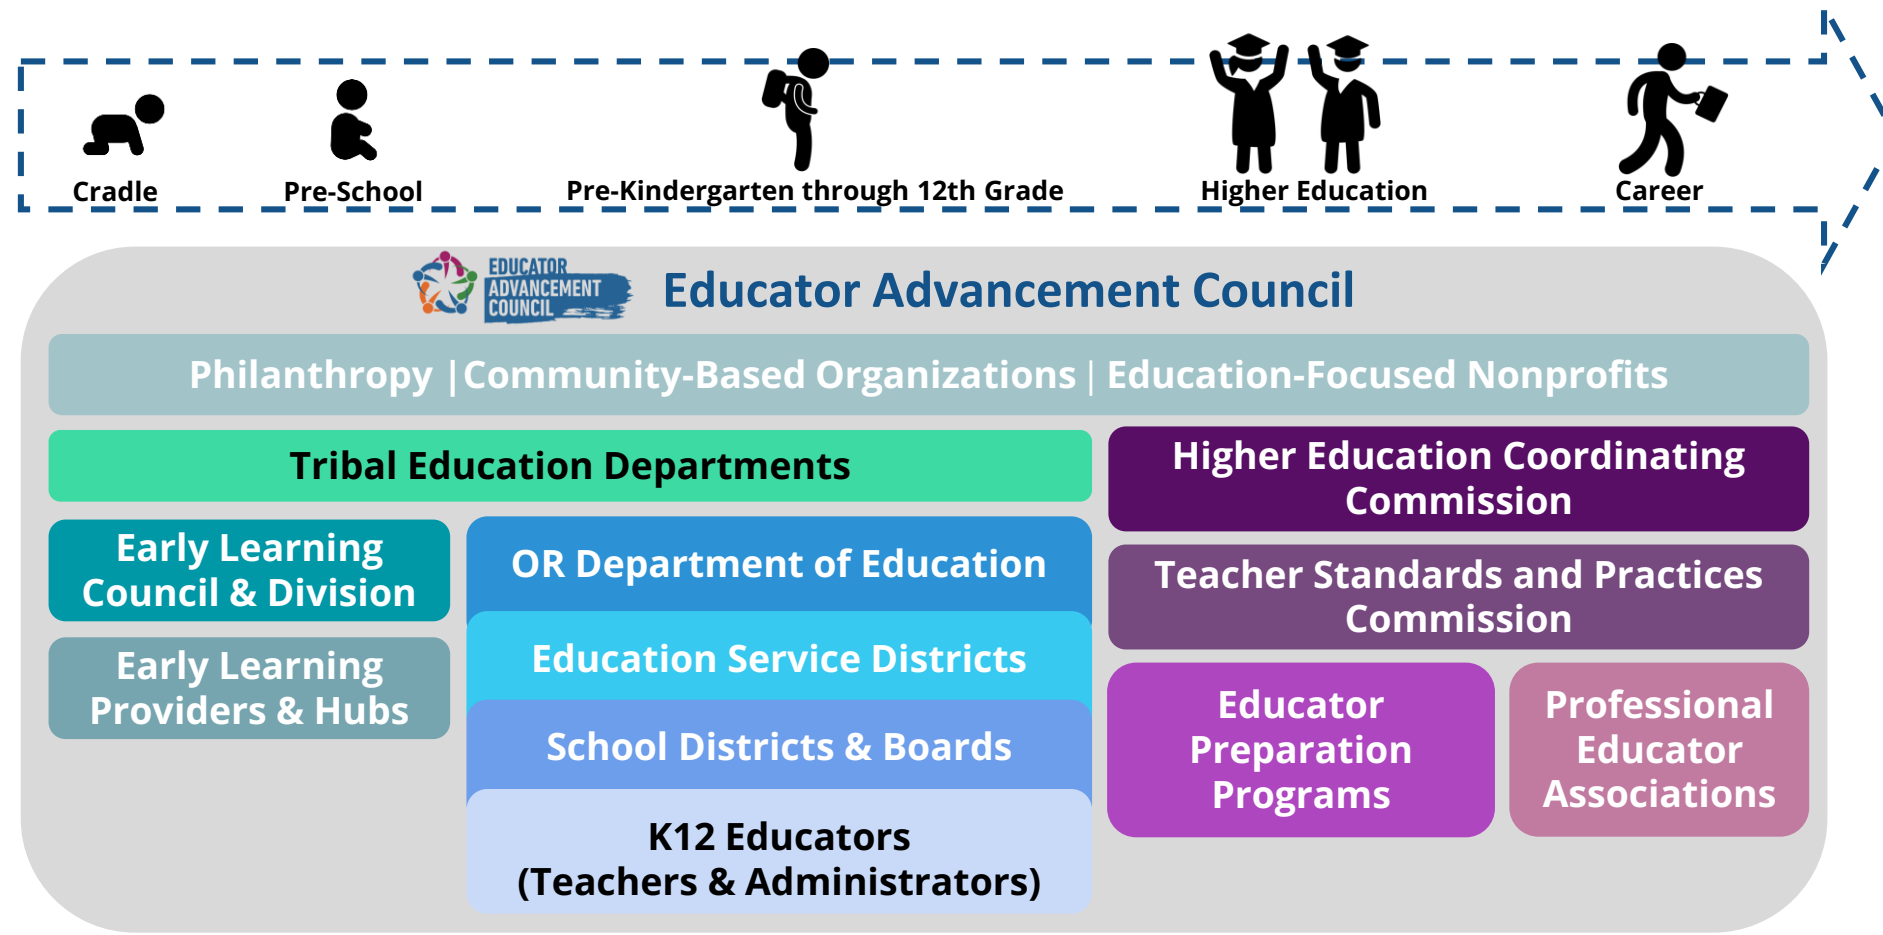 Cradle
Pre-School
Pre-Kindergarten through 12th Grade
Higher Education
Career
EDUCATOR
ADVANCEMENT
COUNCIL
Educator Advancement Council
Philanthropy |Community-Based Organizations | Education-Focused Nonprofits
Tribal Education Departments
Early Learning
Council & Division
Early Learning
Providers & Hubs
OR Department of Education
Education Service Districts
School Districts & Boards
K12 Educators
(Teachers & Administrators)
Higher Education Coordinating
Commission
Teacher Standards and Practices
Commission
Educator
Preparation
Programs
Professional
Educator
Associations